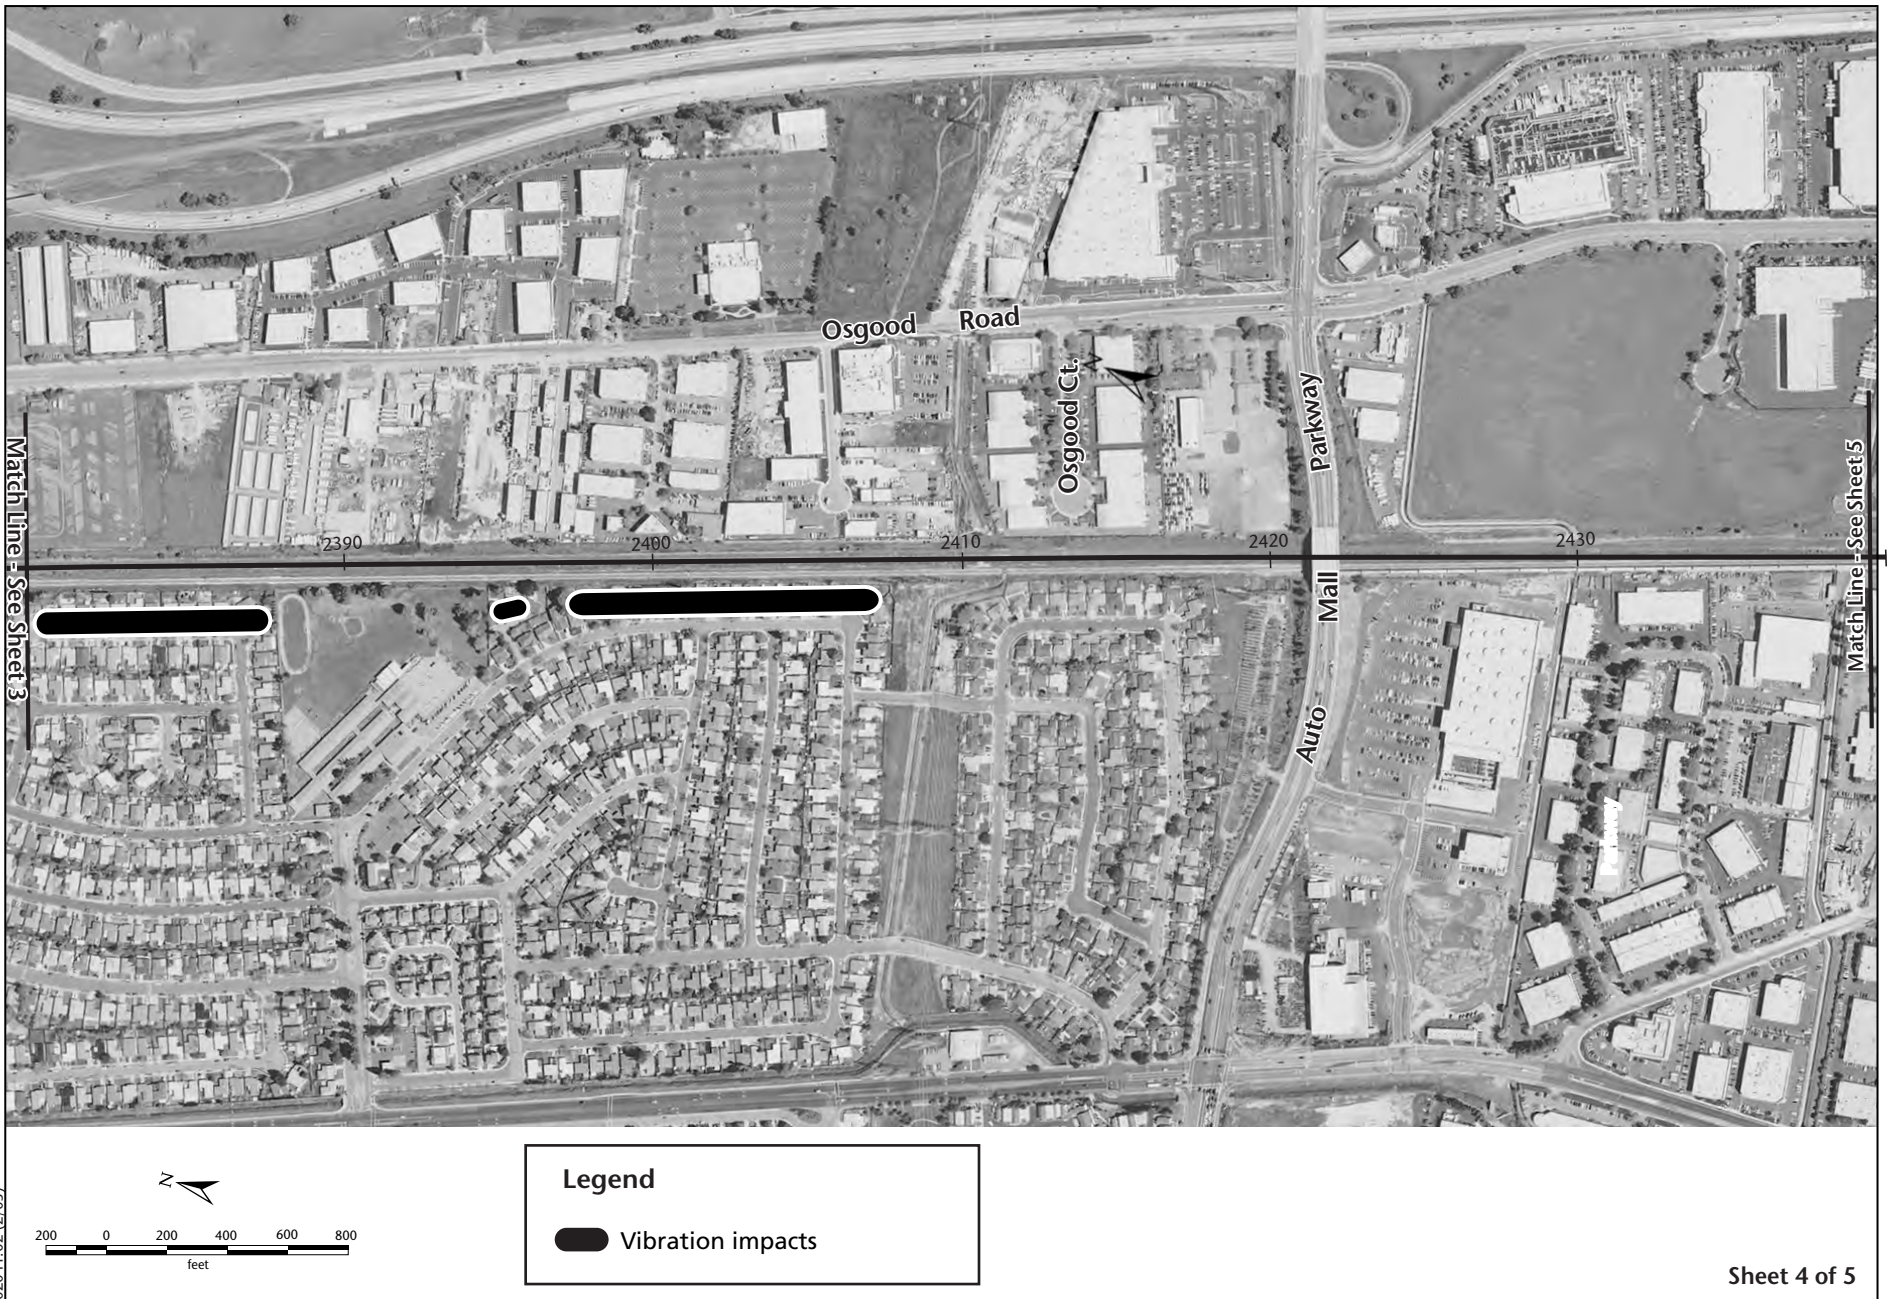 Osgood Road
Osgood Ct.
N
Parkway
Match Line - See Sheet 3
Match Line - See Sheet 5
2390
2400
2410
2420
2430
Mall
Auto
Parkway
N
200 0 200 400 600 800
feet
Legend
Vibration impacts
Sheet 4 of 5